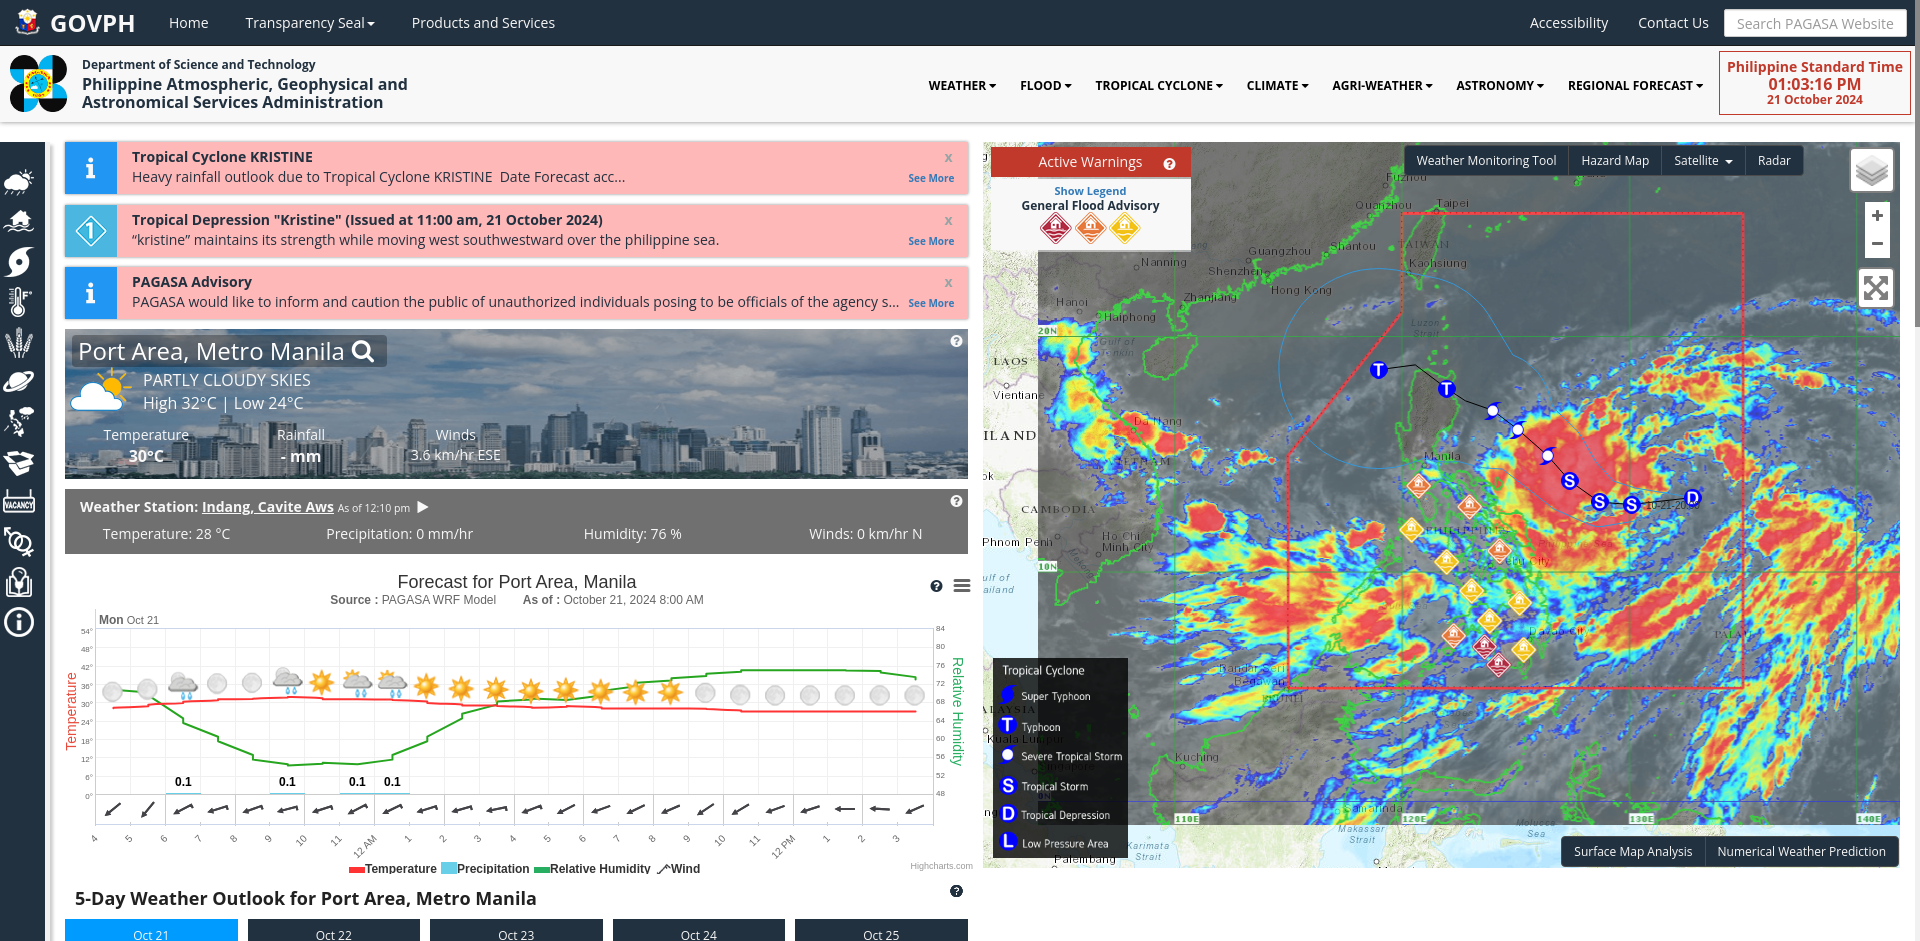 GOVPH
Home
Transparency Seal
Products and Services
Accessibility
Contact Us
Search PAGASA Website
Department of Science and Technology
Philippine Atmospheric, Geophysical and
Astronomical Services Administration
WEATHER
FLOOD
TROPICAL CYCLONE
CLIMATE
AGRI-WEATHER
ASTRONOMY
REGIONAL FORECAST
Philippine Standard Time
01:03:16 PM
21 October 2024
VACANCY
Tropical Cyclone KRISTINE
x
Heavy rainfall outlook due to Tropical Cyclone KRISTINE Date Forecast acc...
See More
Tropical Depression "Kristine" (Issued at 11:00 am, 21 October 2024)
x
“kristine” maintains its strength while moving west southwestward over the philippine sea.
See More
PAGASA Advisory
x
PAGASA would like to inform and caution the public of unauthorized individuals posing to be officials of the agency s...
See More
Port Area, Metro Manila
PARTLY CLOUDY SKIES
High 32°C | Low 24°C
Temperature
30°C
Rainfall
- mm
Winds
3.6 km/hr ESE
Weather Station: Indang, Cavite Aws As of 12:10 pm
Temperature: 28 °C
Precipitation: 0 mm/hr
Humidity: 76 %
Winds: 0 km/hr N
Forecast for Port Area, Manila
Source : PAGASA WRF Model As of : October 21, 2024 8:00 AM
Mon Oct 21
Temperature
54°
48°
42°
36°
30°
24°
18°
12°
6°
0°
84
80
76
72
68
64
60
56
52
48
Relative Humidity
0.1
0.1
0.1
0.1
4 5 6 7 8 9 10 11 12 AM 1 2 3 4 5 6 7 8 9 10 11 12 PM 1 2 3
Temperature Precipitation Relative Humidity Wind
Highcharts.com
5-Day Weather Outlook for Port Area, Metro Manila
Oct 21
Oct 22
Oct 23
Oct 24
Oct 25
Active Warnings
Show Legend
General Flood Advisory
Weather Monitoring Tool
Hazard Map
Satellite
Radar
+
−
Fuzhou
Quanzhou
Taipei
Guangzhou
Shantou
TAIWAN
Nanning
Shenzhen
Kaohsiung
Hanoi
Zhanjiang
Hong Kong
Haiphong
20N
Luzon
Strait
Gulf of
Tonkin
LAOS
Vientiane
Da Nang
ILAND
VIETNAM
Manila
CAMBODIA
Phnom Penh
Ho Chi
Minh City
PHILIPPINES
10N
Davao City
PALAU
Bandar Seri
Begawan
BRUNEI
Kuala Lumpur
Kuching
Samarinda
110E
120E
130E
140E
Makassar
Strait
Molucca
Sea
Karimata
Strait
Palembang
Tropical Cyclone
Super Typhoon
T Typhoon
Severe Tropical Storm
S Tropical Storm
D Tropical Depression
L Low Pressure Area
Surface Map Analysis
Numerical Weather Prediction